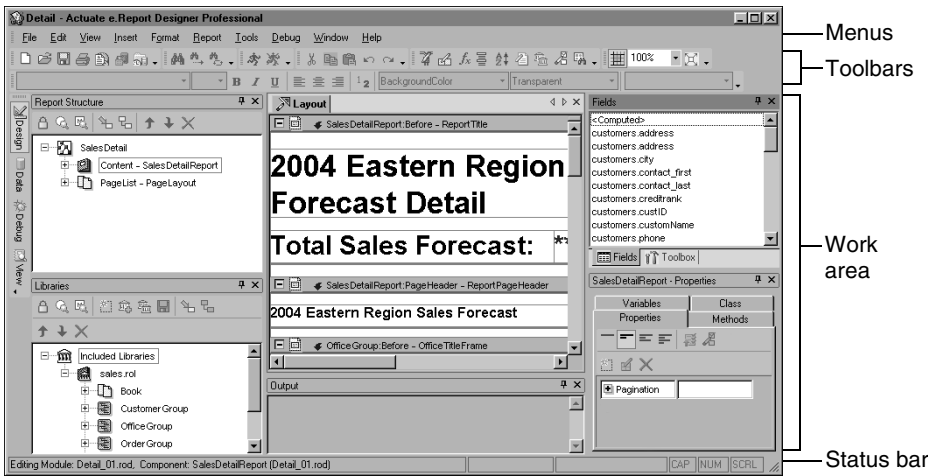 Detail - Actuate e.Report Designer Professional
File Edit View Insert Format Report Tools Debug Window Help
Menus
100%
Toolbars
B I U 1 2 BackgroundColor Transparent
Design
Data
Debug
View
Report Structure
SalesDetail
Content - SalesDetailReport
PageList - PageLayout
Libraries
Included Libraries
sales.rol
Book
CustomerGroup
OfficeGroup
OrderGroup
Layout
SalesDetailReport:Before - ReportTitle
2004 Eastern Region
Forecast Detail
Total Sales Forecast: **
SalesDetailReport:PageHeader - ReportPageHeader
2004 Eastern Region Sales Forecast
OfficeGroup:Before - OfficeTitleFrame
Output
Fields
<Computed>
customers.address
customers.address
customers.city
customers.contact_first
customers.contact_last
customers.creditrank
customers.custID
customers.customName
customers.phone
Fields Toolbox
SalesDetailReport - Properties
Variables Class
Properties Methods
Pagination
Work
area
Editing Module: Detail_01.rod, Component: SalesDetailReport (Detail_01.rod)
CAP NUM SCRL
Status bar